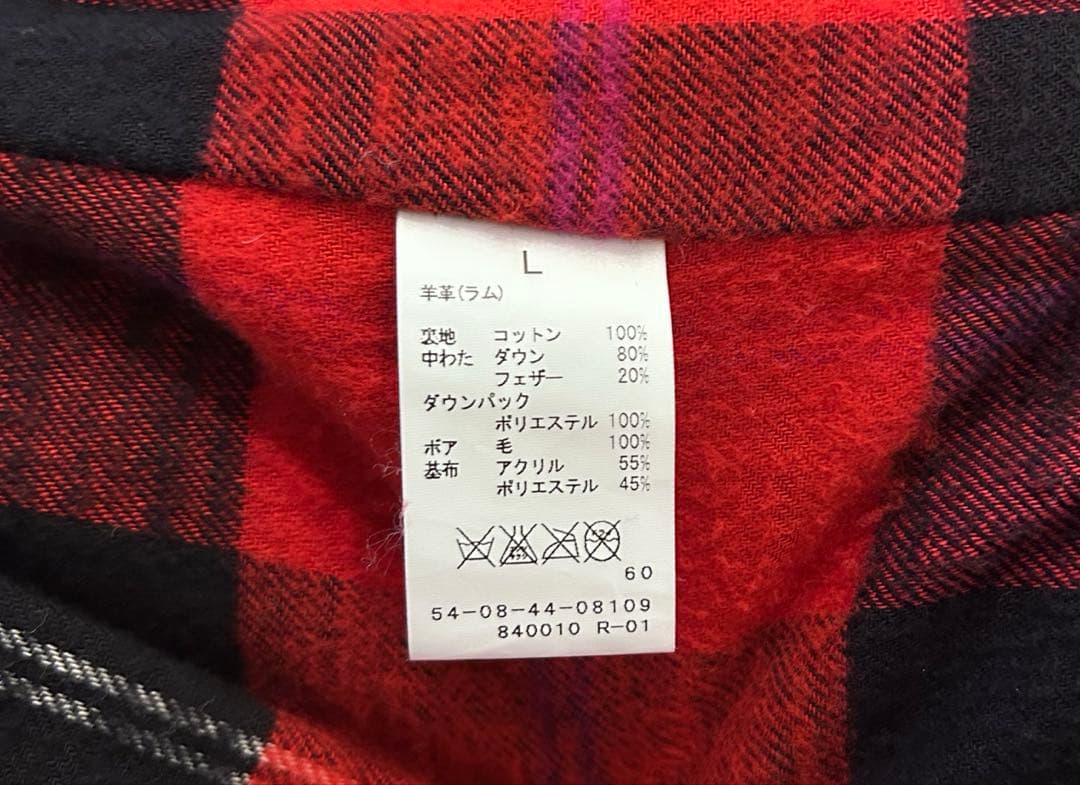 L
羊革(ラム)
裏地 コットン 100%
中わた ダウン 80%
フェザー 20%
ダウンパック
ポリエステル 100%
ボア 毛 100%
基布 アクリル 55%
ポリエステル 45%
60
54-08-44-08109
840010 R-01